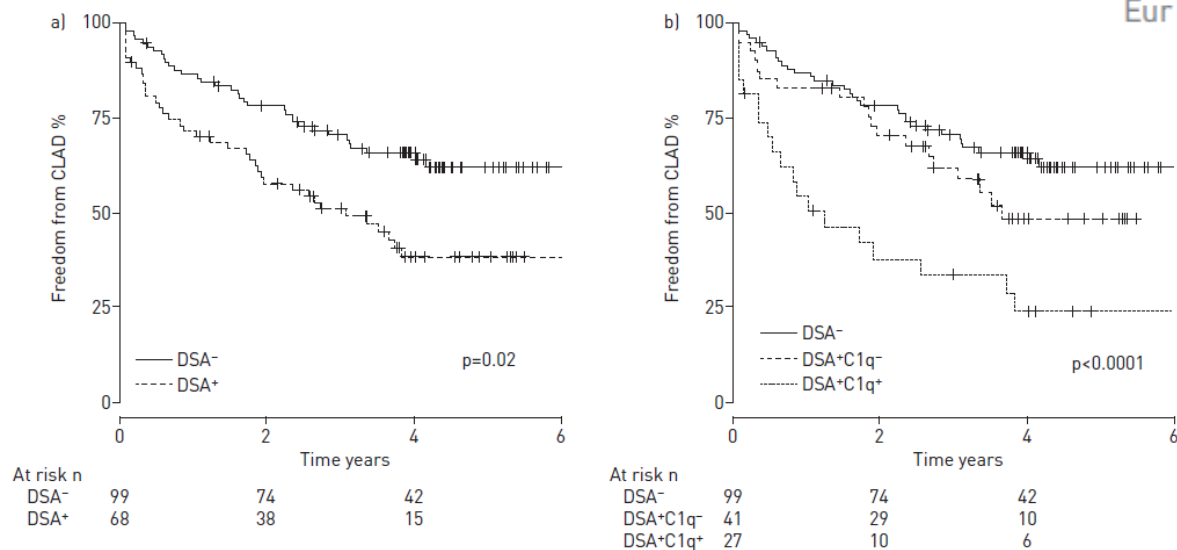 Eur
a)
100
75
50
25
0
Freedom from CLAD %
DSA⁻
DSA⁺
p=0.02
0 2 4 6
Time years
At risk n
DSA⁻ 99 74 42
DSA⁺ 68 38 15
b)
100
75
50
25
0
Freedom from CLAD %
DSA⁻
DSA⁺C1q⁻
DSA⁺C1q⁺
p<0.0001
0 2 4 6
Time years
At risk n
DSA⁻ 99 74 42
DSA⁺C1q⁻ 41 29 10
DSA⁺C1q⁺ 27 10 6